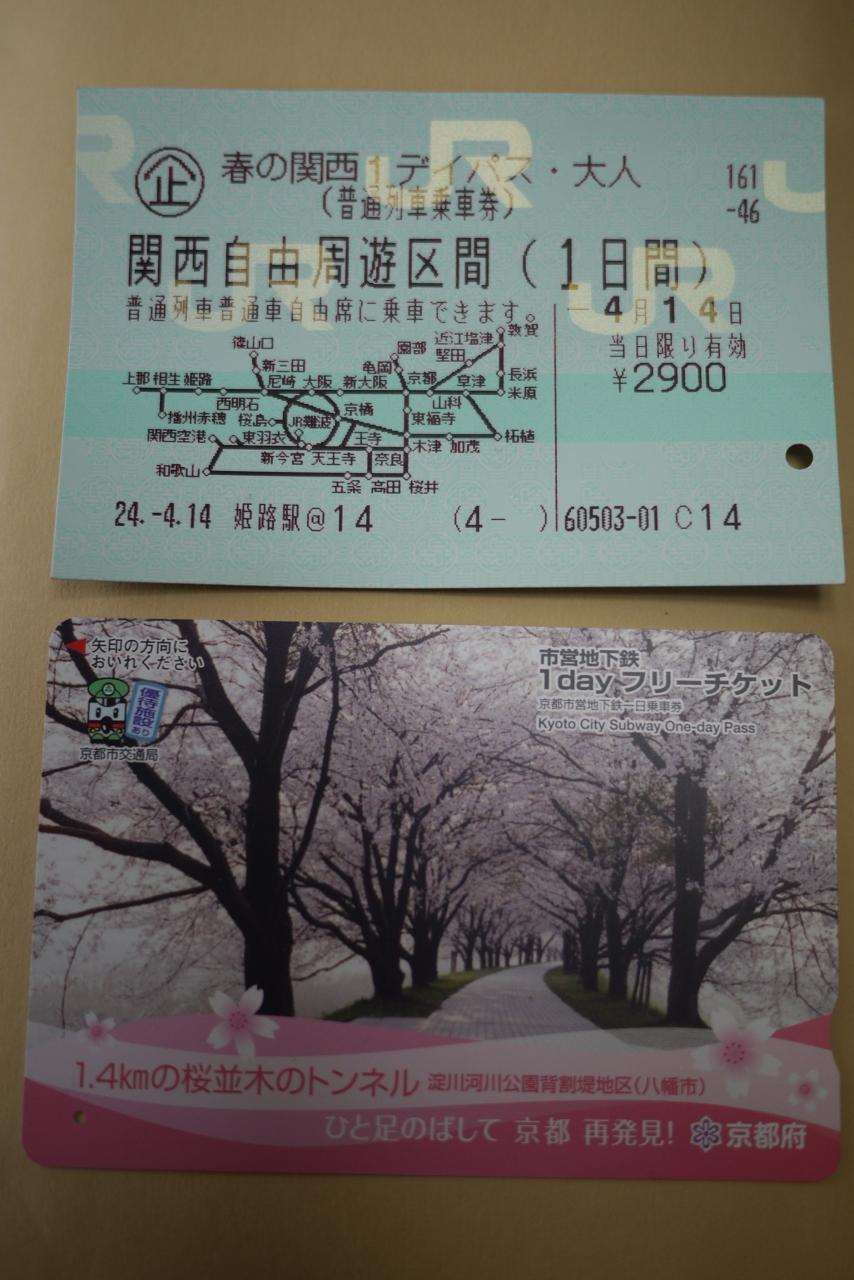 企 春の関西1デイパス・大人 161
(普通列車乗車券) -46
関西自由周遊区間(1日間)
普通列車普通車自由席に乗車できます。
-4月14日
当日限り有効
¥2900
敦賀
近江塩津
篠山口
園部
堅田
新三田
亀岡
上郡 相生 姫路
尼崎 大阪 新大阪 京都 草津
長浜
米原
西明石
京橋
山科
播州赤穂
桜島
JR難波
東福寺
関西空港
東羽衣
王寺
木津 加茂
柘植
新今宮 天王寺 奈良
和歌山
五条 高田 桜井
24.-4.14 姫路駅@14 (4- ) 60503-01 C14
JR
矢印の方向に
おいれください
優待施設
あり
京都市交通局
市営地下鉄
1dayフリーチケット
京都市営地下鉄一日乗車券
Kyoto City Subway One-day Pass
1.4kmの桜並木のトンネル 淀川河川公園背割堤地区(八幡市)
ひと足のばして 京都 再発見! 京都府